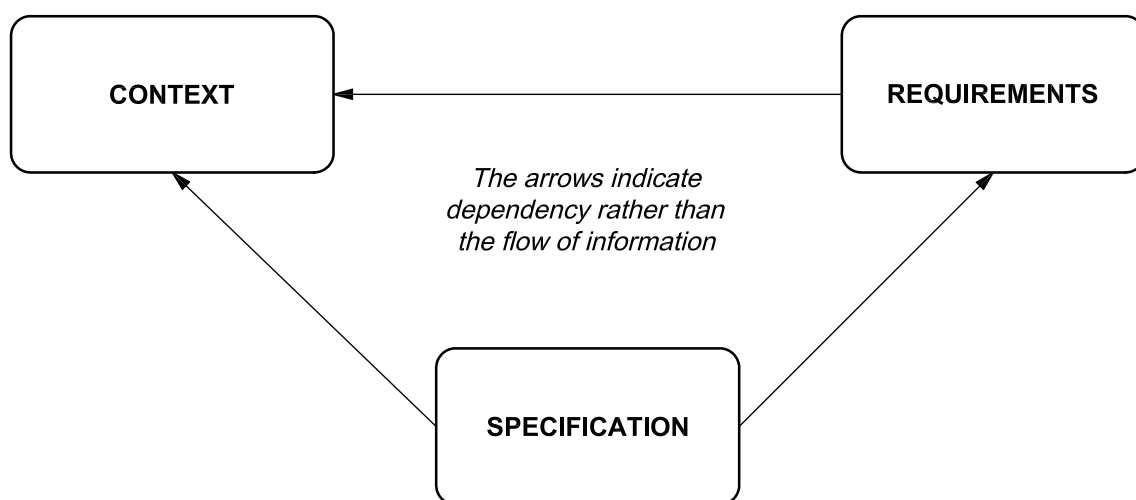 CONTEXT
REQUIREMENTS
The arrows indicate
dependency rather than
the flow of information
SPECIFICATION